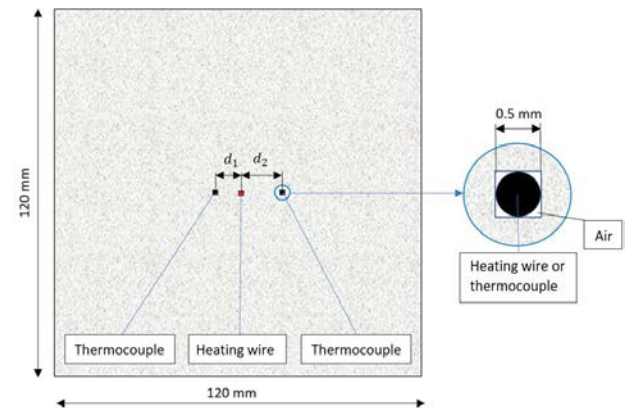 0.5 mm
d₁ d₂
120 mm
Air
Heating wire or
thermocouple
Thermocouple
Heating wire
Thermocouple
120 mm